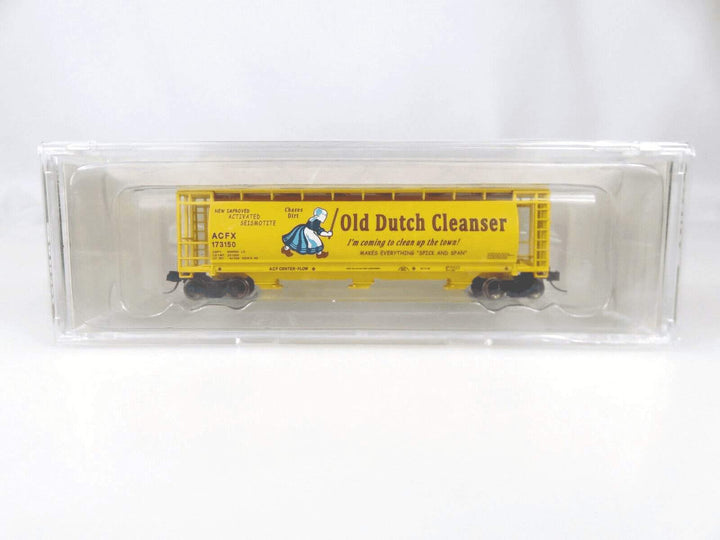 NEW IMPROVED
ACTIVATED
SEISMOTITE
ACFX
173150
Chases
Dirt
Old Dutch Cleanser
I'm coming to clean up the town!
MAKES EVERYTHING "SPICK AND SPAN"
ACF CENTER-FLOW